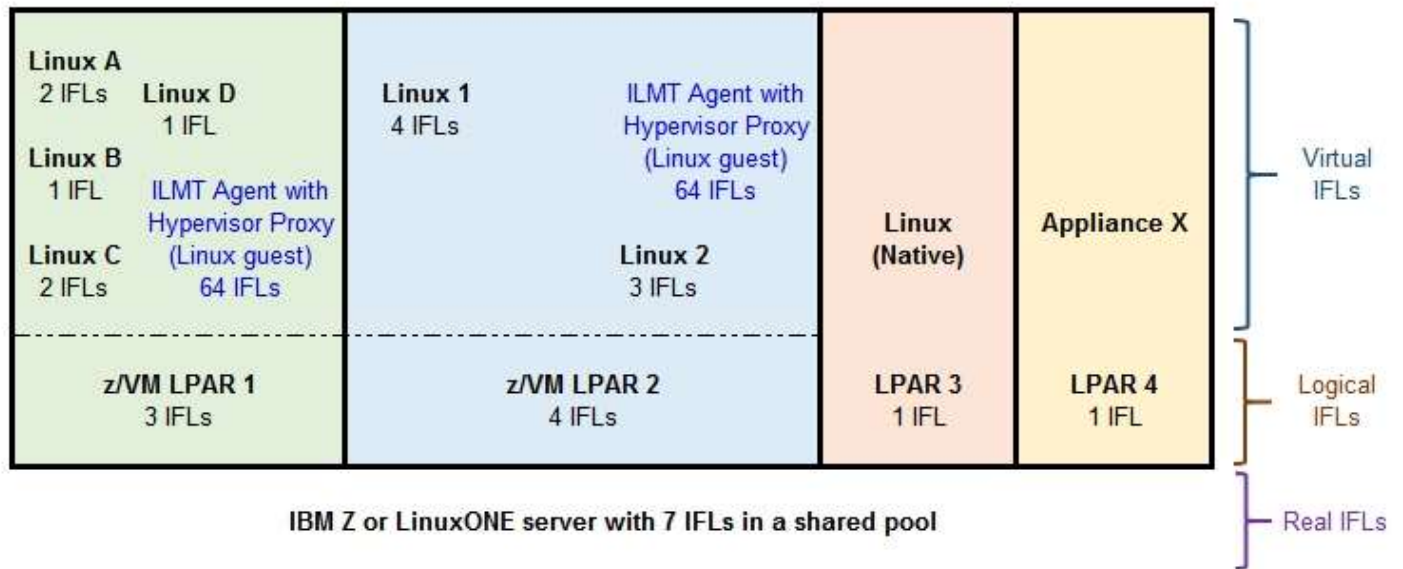 Linux A
2 IFLs
Linux D
1 IFL
Linux B
1 IFL
ILMT Agent with
Hypervisor Proxy
(Linux guest)
64 IFLs
Linux C
2 IFLs
z/VM LPAR 1
3 IFLs
Linux 1
4 IFLs
ILMT Agent with
Hypervisor Proxy
(Linux guest)
64 IFLs
Linux 2
3 IFLs
z/VM LPAR 2
4 IFLs
Linux
(Native)
LPAR 3
1 IFL
Appliance X
LPAR 4
1 IFL
Virtual
IFLs
Logical
IFLs
IBM Z or LinuxONE server with 7 IFLs in a shared pool
Real IFLs